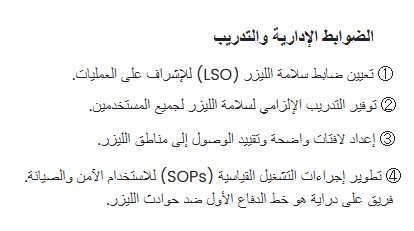 الضوابط الإدارية والتدريب
① تعيين ضابط سلامة الليزر (LSO) للإشراف على العمليات.
② توفير التدريب الإلزامي لسلامة الليزر لجميع المستخدمين.
③ إعداد لافتات واضحة وتقييد الوصول إلى مناطق الليزر.
④ تطوير إجراءات التشغيل القياسية (SOPs) للاستخدام الآمن والصيانة.
فريق على دراية هو خط الدفاع الأول ضد حوادث الليزر.